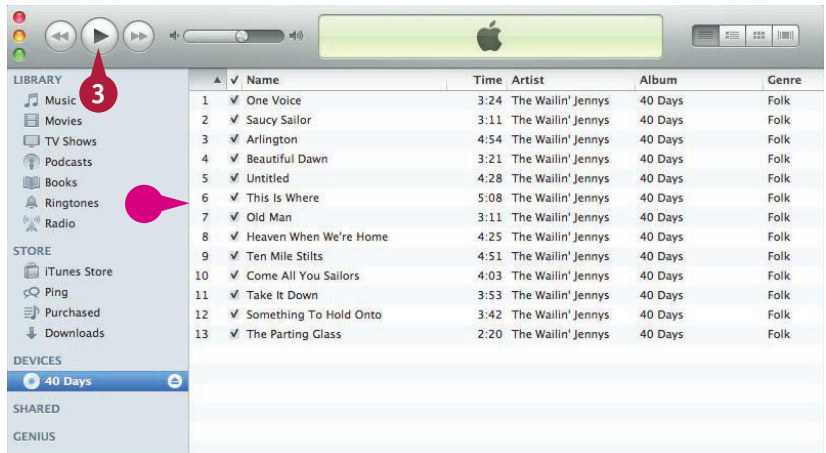 3
LIBRARY
Music
Movies
TV Shows
Podcasts
Books
Ringtones
Radio
STORE
iTunes Store
Ping
Purchased
Downloads
DEVICES
40 Days
SHARED
GENIUS
Name Time Artist Album Genre
1 One Voice 3:24 The Wailin' Jennys 40 Days Folk
2 Saucy Sailor 3:11 The Wailin' Jennys 40 Days Folk
3 Arlington 4:54 The Wailin' Jennys 40 Days Folk
4 Beautiful Dawn 3:21 The Wailin' Jennys 40 Days Folk
5 Untitled 4:28 The Wailin' Jennys 40 Days Folk
6 This Is Where 5:08 The Wailin' Jennys 40 Days Folk
7 Old Man 3:11 The Wailin' Jennys 40 Days Folk
8 Heaven When We're Home 4:25 The Wailin' Jennys 40 Days Folk
9 Ten Mile Stilts 4:51 The Wailin' Jennys 40 Days Folk
10 Come All You Sailors 4:03 The Wailin' Jennys 40 Days Folk
11 Take It Down 3:53 The Wailin' Jennys 40 Days Folk
12 Something To Hold Onto 3:42 The Wailin' Jennys 40 Days Folk
13 The Parting Glass 2:20 The Wailin' Jennys 40 Days Folk